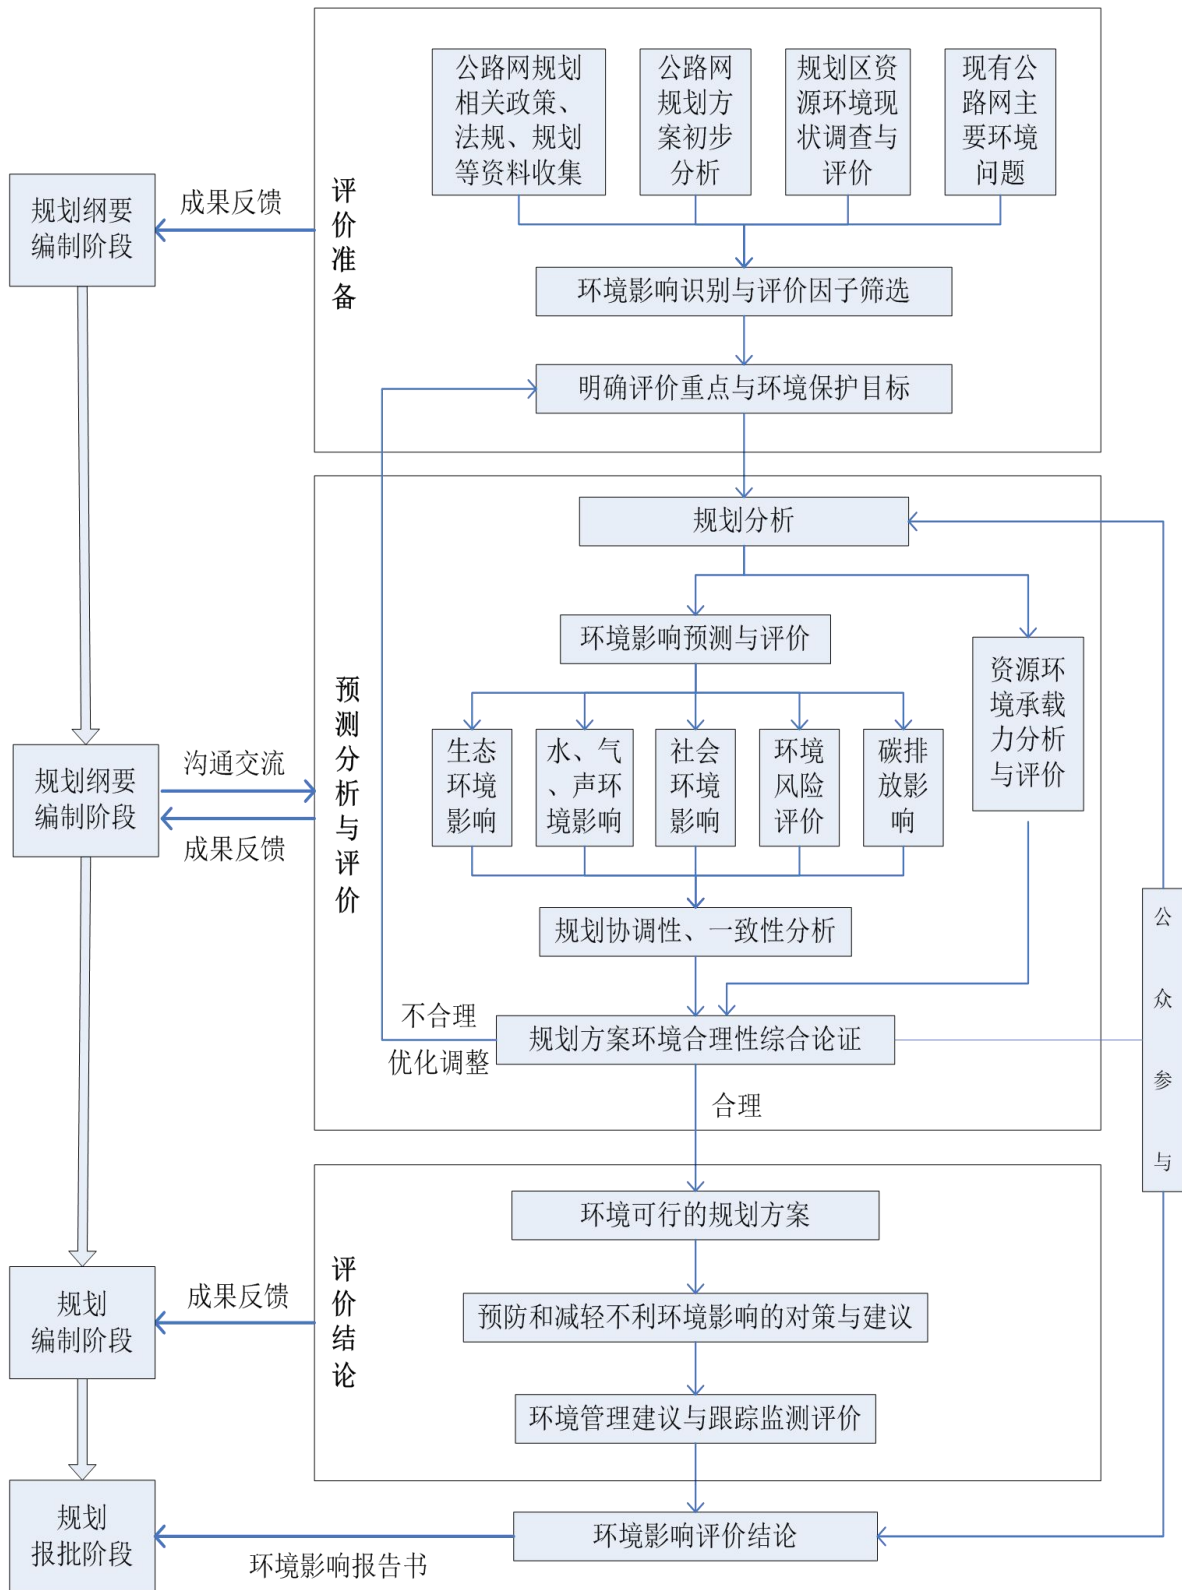 公路网规划
相关政策、
法规、规划
等资料收集
公路网
规划方
案初步
分析
规划区资
源环境现
状调查与
评价
现有公
路网主
要环境
问题
评价准备
规划纲要
编制阶段
成果反馈
环境影响识别与评价因子筛选
明确评价重点与环境保护目标
规划分析
环境影响预测与评价
资源环
境承载
力分析
与评价
预测分析与评价
生态
环境
影响
水、气
、声环
境影响
社会
环境
影响
环境
风险
评价
碳排
放影
响
规划纲要
编制阶段
沟通交流
成果反馈
规划协调性、一致性分析
公众参与
不合理
优化调整
规划方案环境合理性综合论证
合理
环境可行的规划方案
评价结论
规划
编制阶段
成果反馈
预防和减轻不利环境影响的对策与建议
环境管理建议与跟踪监测评价
规划
报批阶段
环境影响评价结论
环境影响报告书